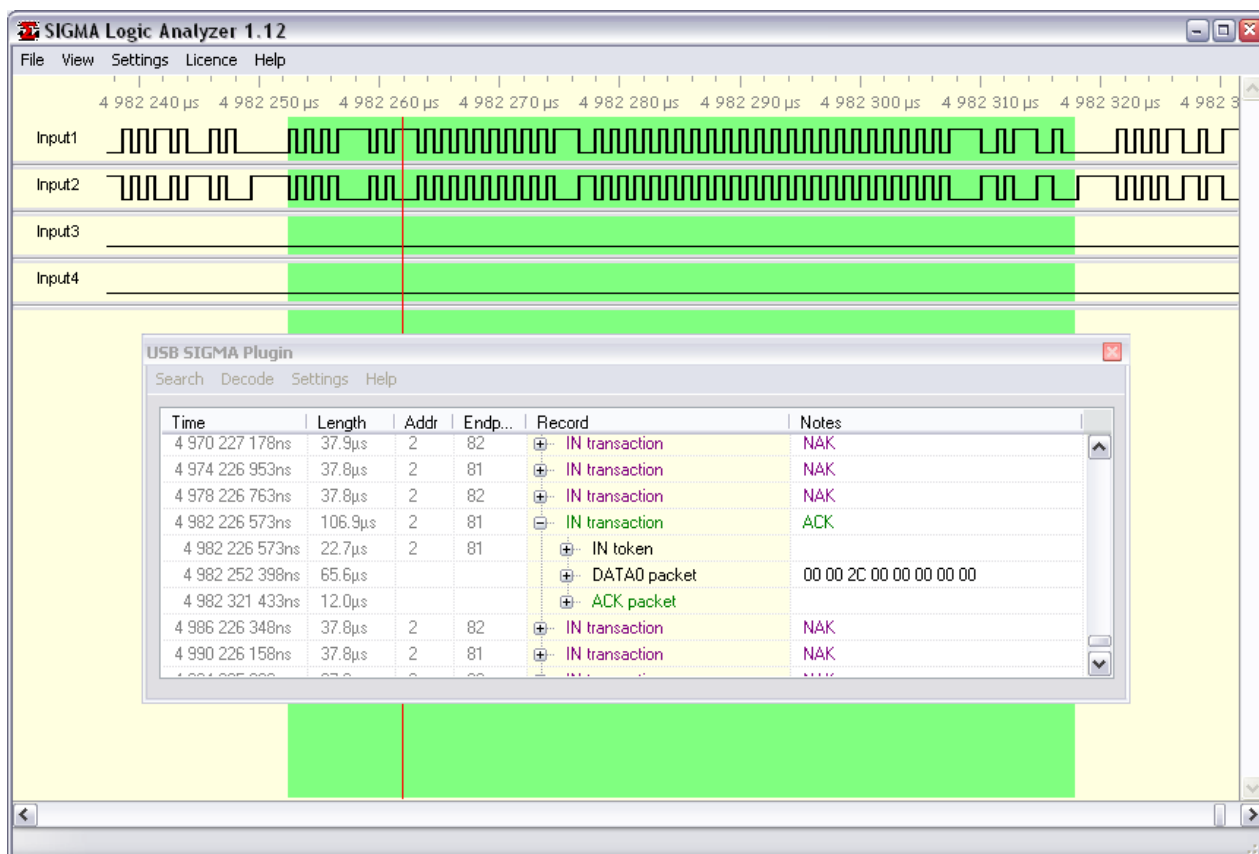 SIGMA Logic Analyzer 1.12
File View Settings Licence Help
4 982 240 µs 4 982 250 µs 4 982 260 µs 4 982 270 µs 4 982 280 µs 4 982 290 µs 4 982 300 µs 4 982 310 µs 4 982 320 µs 4 982 3
Input1
Input2
Input3
Input4
USB SIGMA Plugin
Search Decode Settings Help
Time Length Addr Endp... Record Notes
4 970 227 178ns 37.9µs 2 82 IN transaction NAK
4 974 226 953ns 37.8µs 2 81 IN transaction NAK
4 978 226 763ns 37.8µs 2 82 IN transaction NAK
4 982 226 573ns 106.9µs 2 81 IN transaction ACK
4 982 226 573ns 22.7µs 2 81 IN token
4 982 252 398ns 65.6µs DATA0 packet 00 00 2C 00 00 00 00 00
4 982 321 433ns 12.0µs ACK packet
4 986 226 348ns 37.8µs 2 82 IN transaction NAK
4 990 226 158ns 37.8µs 2 81 IN transaction NAK